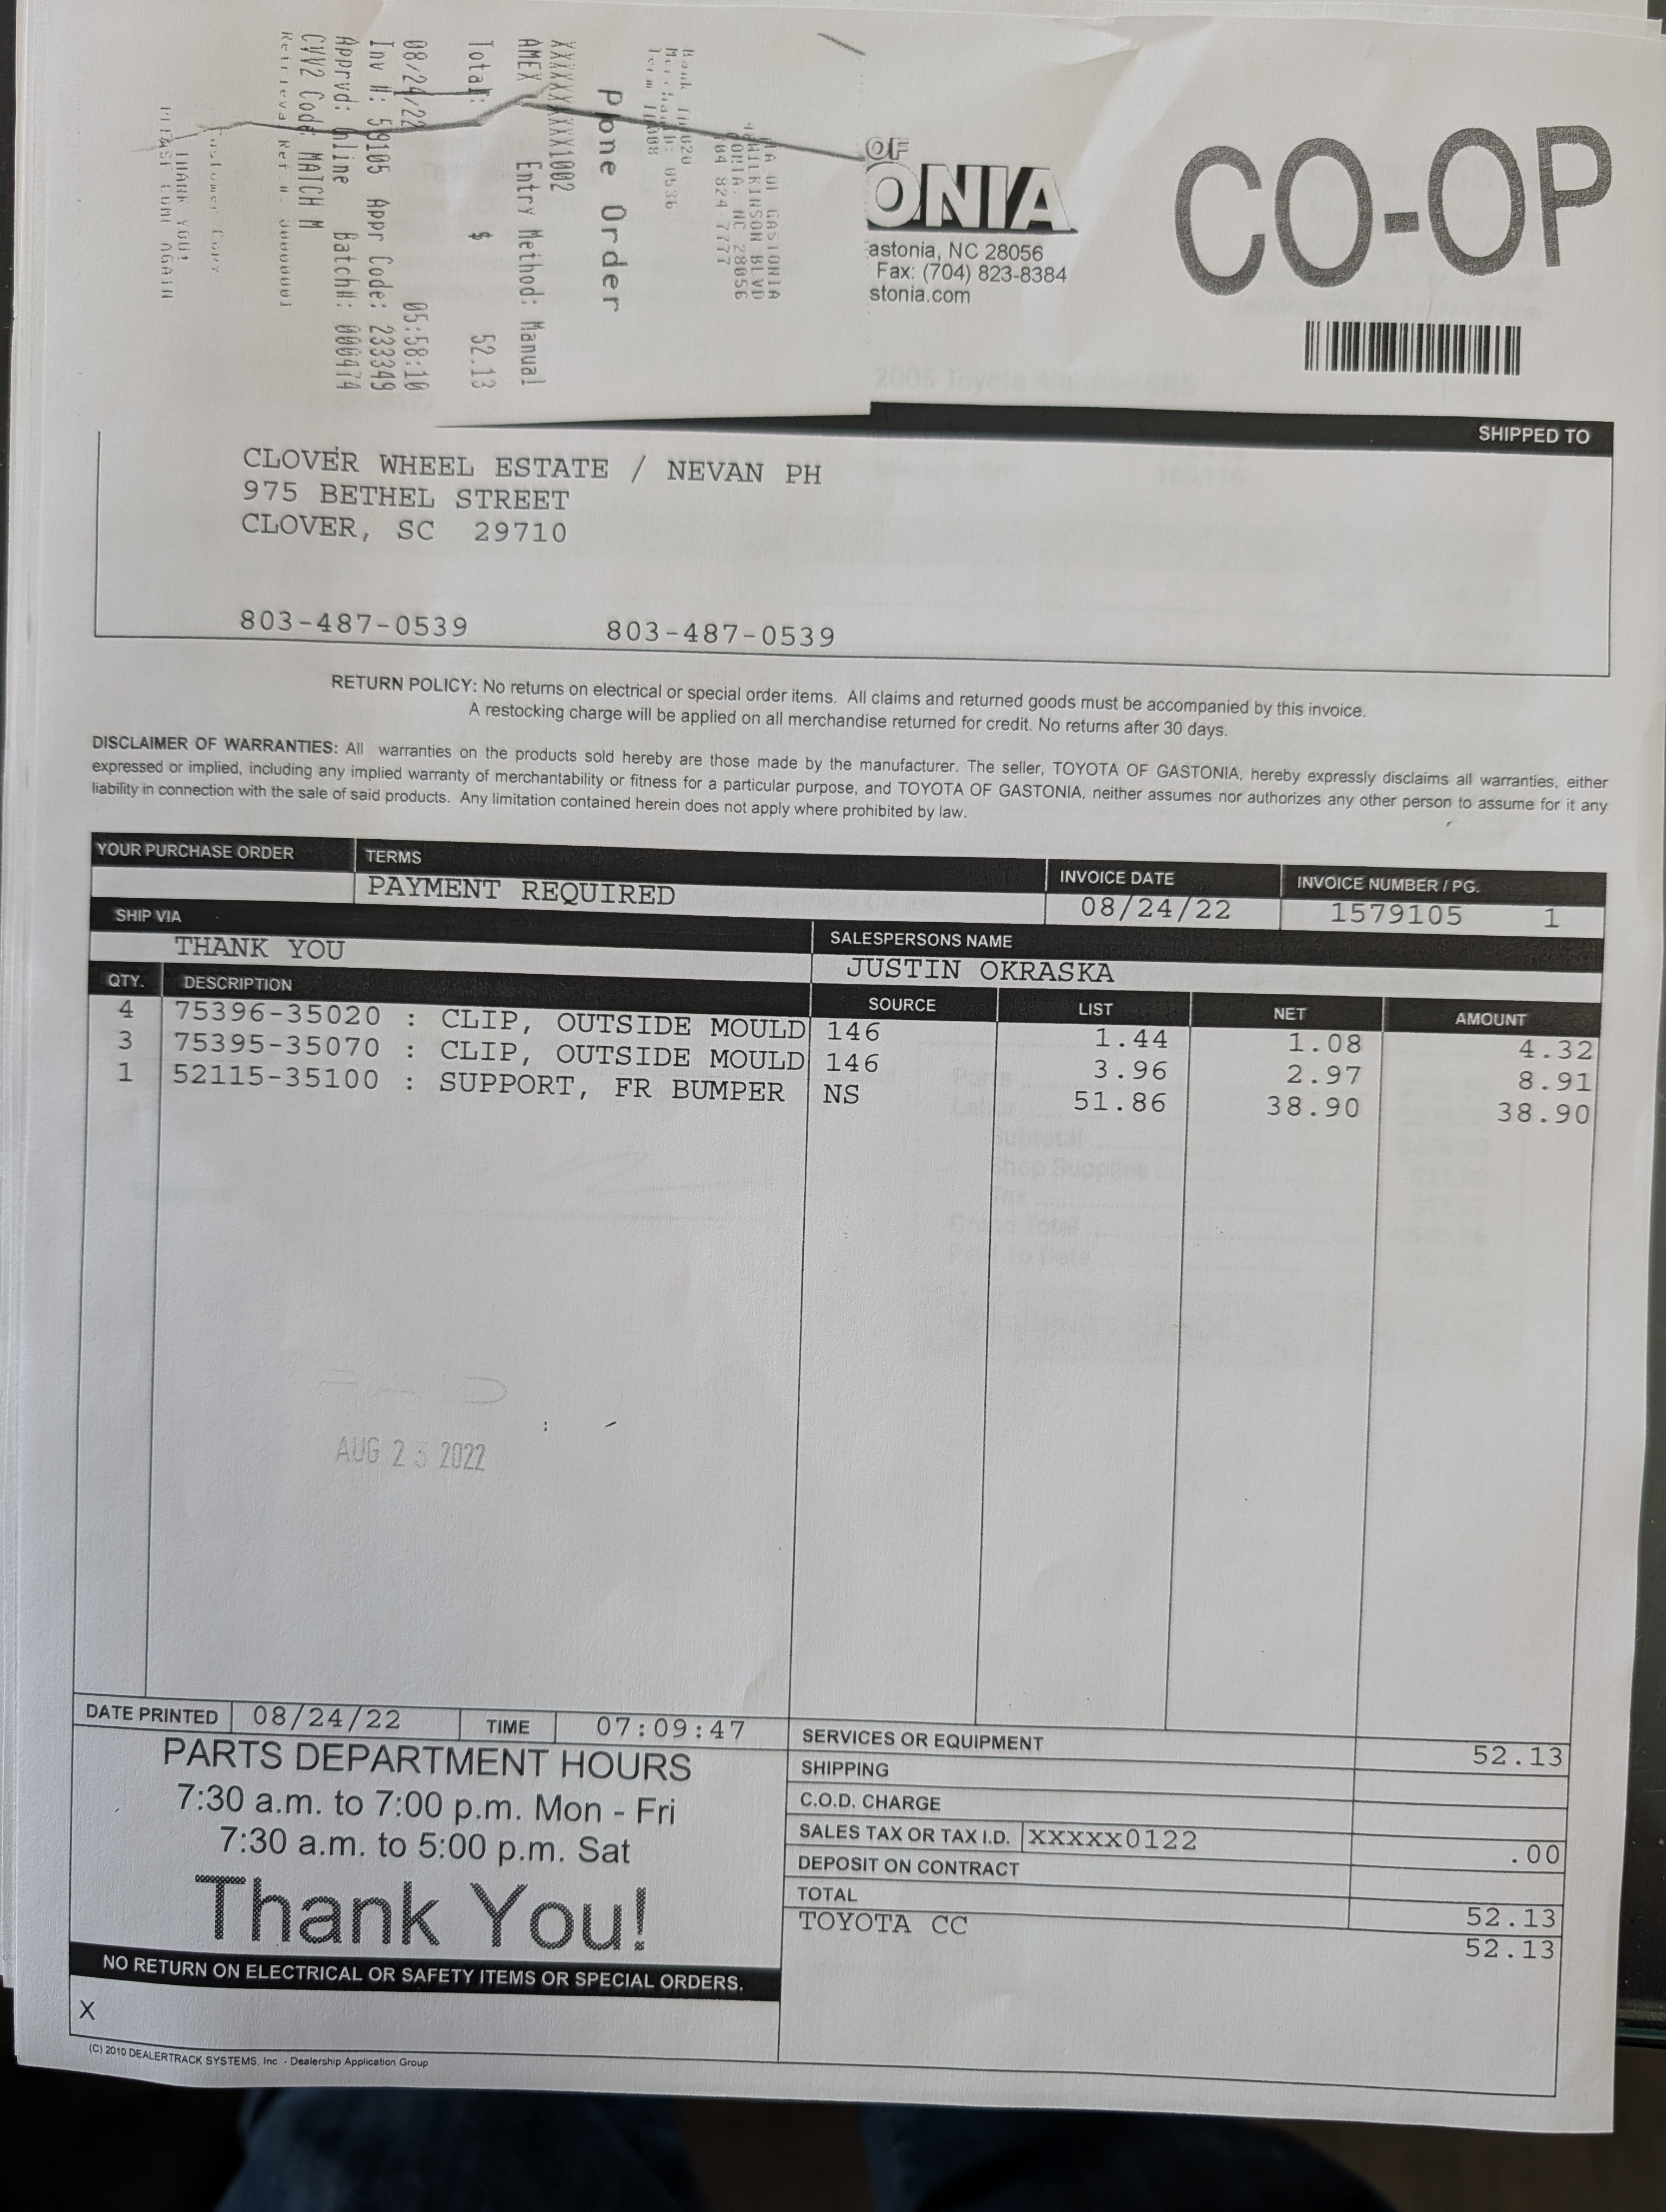 Phone Order
XXXXXXXXXXX1002
AMEX Entry Method: Manual
Total: $ 52.13
08/24/22 05:58:10
Inv #: 579105 Appr Code: 233349
Apprvd: Online Batch#: 000474
CVV2 Code: MATCH M
Customer Copy
THANK YOU!
PLEASE COME AGAIN
OF
ONIA
astonia, NC 28056
Fax: (704) 823-8384
stonia.com
CO-OP
SHIPPED TO
CLOVER WHEEL ESTATE / NEVAN PH
975 BETHEL STREET
CLOVER, SC 29710
803-487-0539 803-487-0539
RETURN POLICY: No returns on electrical or special order items. All claims and returned goods must be accompanied by this invoice.
A restocking charge will be applied on all merchandise returned for credit. No returns after 30 days.
DISCLAIMER OF WARRANTIES: All warranties on the products sold hereby are those made by the manufacturer. The seller, TOYOTA OF GASTONIA, hereby expressly disclaims all warranties, either
expressed or implied, including any implied warranty of merchantability or fitness for a particular purpose, and TOYOTA OF GASTONIA, neither assumes nor authorizes any other person to assume for it any
liability in connection with the sale of said products. Any limitation contained herein does not apply where prohibited by law.
YOUR PURCHASE ORDER TERMS INVOICE DATE INVOICE NUMBER / PG.
PAYMENT REQUIRED 08/24/22 1579105 1
SHIP VIA SALESPERSONS NAME
THANK YOU JUSTIN OKRASKA
QTY. DESCRIPTION SOURCE LIST NET AMOUNT
4 75396-35020 : CLIP, OUTSIDE MOULD 146 1.44 1.08 4.32
3 75395-35070 : CLIP, OUTSIDE MOULD 146 3.96 2.97 8.91
1 52115-35100 : SUPPORT, FR BUMPER NS 51.86 38.90 38.90
AUG 2 2022
DATE PRINTED 08/24/22 TIME 07:09:47
PARTS DEPARTMENT HOURS
7:30 a.m. to 7:00 p.m. Mon - Fri
7:30 a.m. to 5:00 p.m. Sat
Thank You!
NO RETURN ON ELECTRICAL OR SAFETY ITEMS OR SPECIAL ORDERS.
X
SERVICES OR EQUIPMENT 52.13
SHIPPING
C.O.D. CHARGE
SALES TAX OR TAX I.D. XXXXX0122 .00
DEPOSIT ON CONTRACT
TOTAL 52.13
TOYOTA CC 52.13
(C) 2010 DEALERTRACK SYSTEMS, Inc - Dealership Application Group